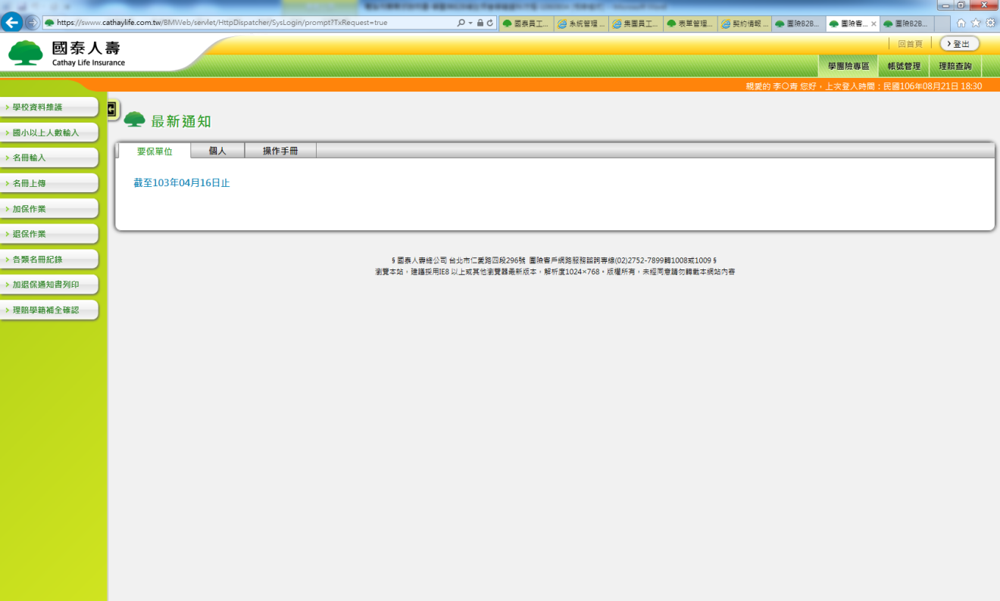 https://www.cathaylife.com.tw/BMWeb/servlet/HttpDispatcher/SysLogin/prompt?TxRequest=true
國泰員工...
系統管理 ...
集團員工...
表單管理...
契約情報 ...
團險B2B...
團險客...
團險B2B...
國泰人壽
Cathay Life Insurance
回首頁
登出
學團險專區
帳號管理
理賠查詢
親愛的 李○青 您好，上次登入時間：民國106年08月21日 18:30
學校資料維護
國小以上人數輸入
名冊輸入
名冊上傳
加保作業
退保作業
各類名冊紀錄
加退保通知書列印
理賠學籍補全確認
最新通知
要保單位
個人
操作手冊
截至103年04月16日止
§ 國泰人壽總公司 台北市仁愛路四段296號 團險客戶網路服務諮詢專線(02)2752-7899轉1008或1009 §
瀏覽本站，建議採用IE8 以上或其他瀏覽器最新版本，解析度1024×768。版權所有，未經同意請勿轉載本網站內容